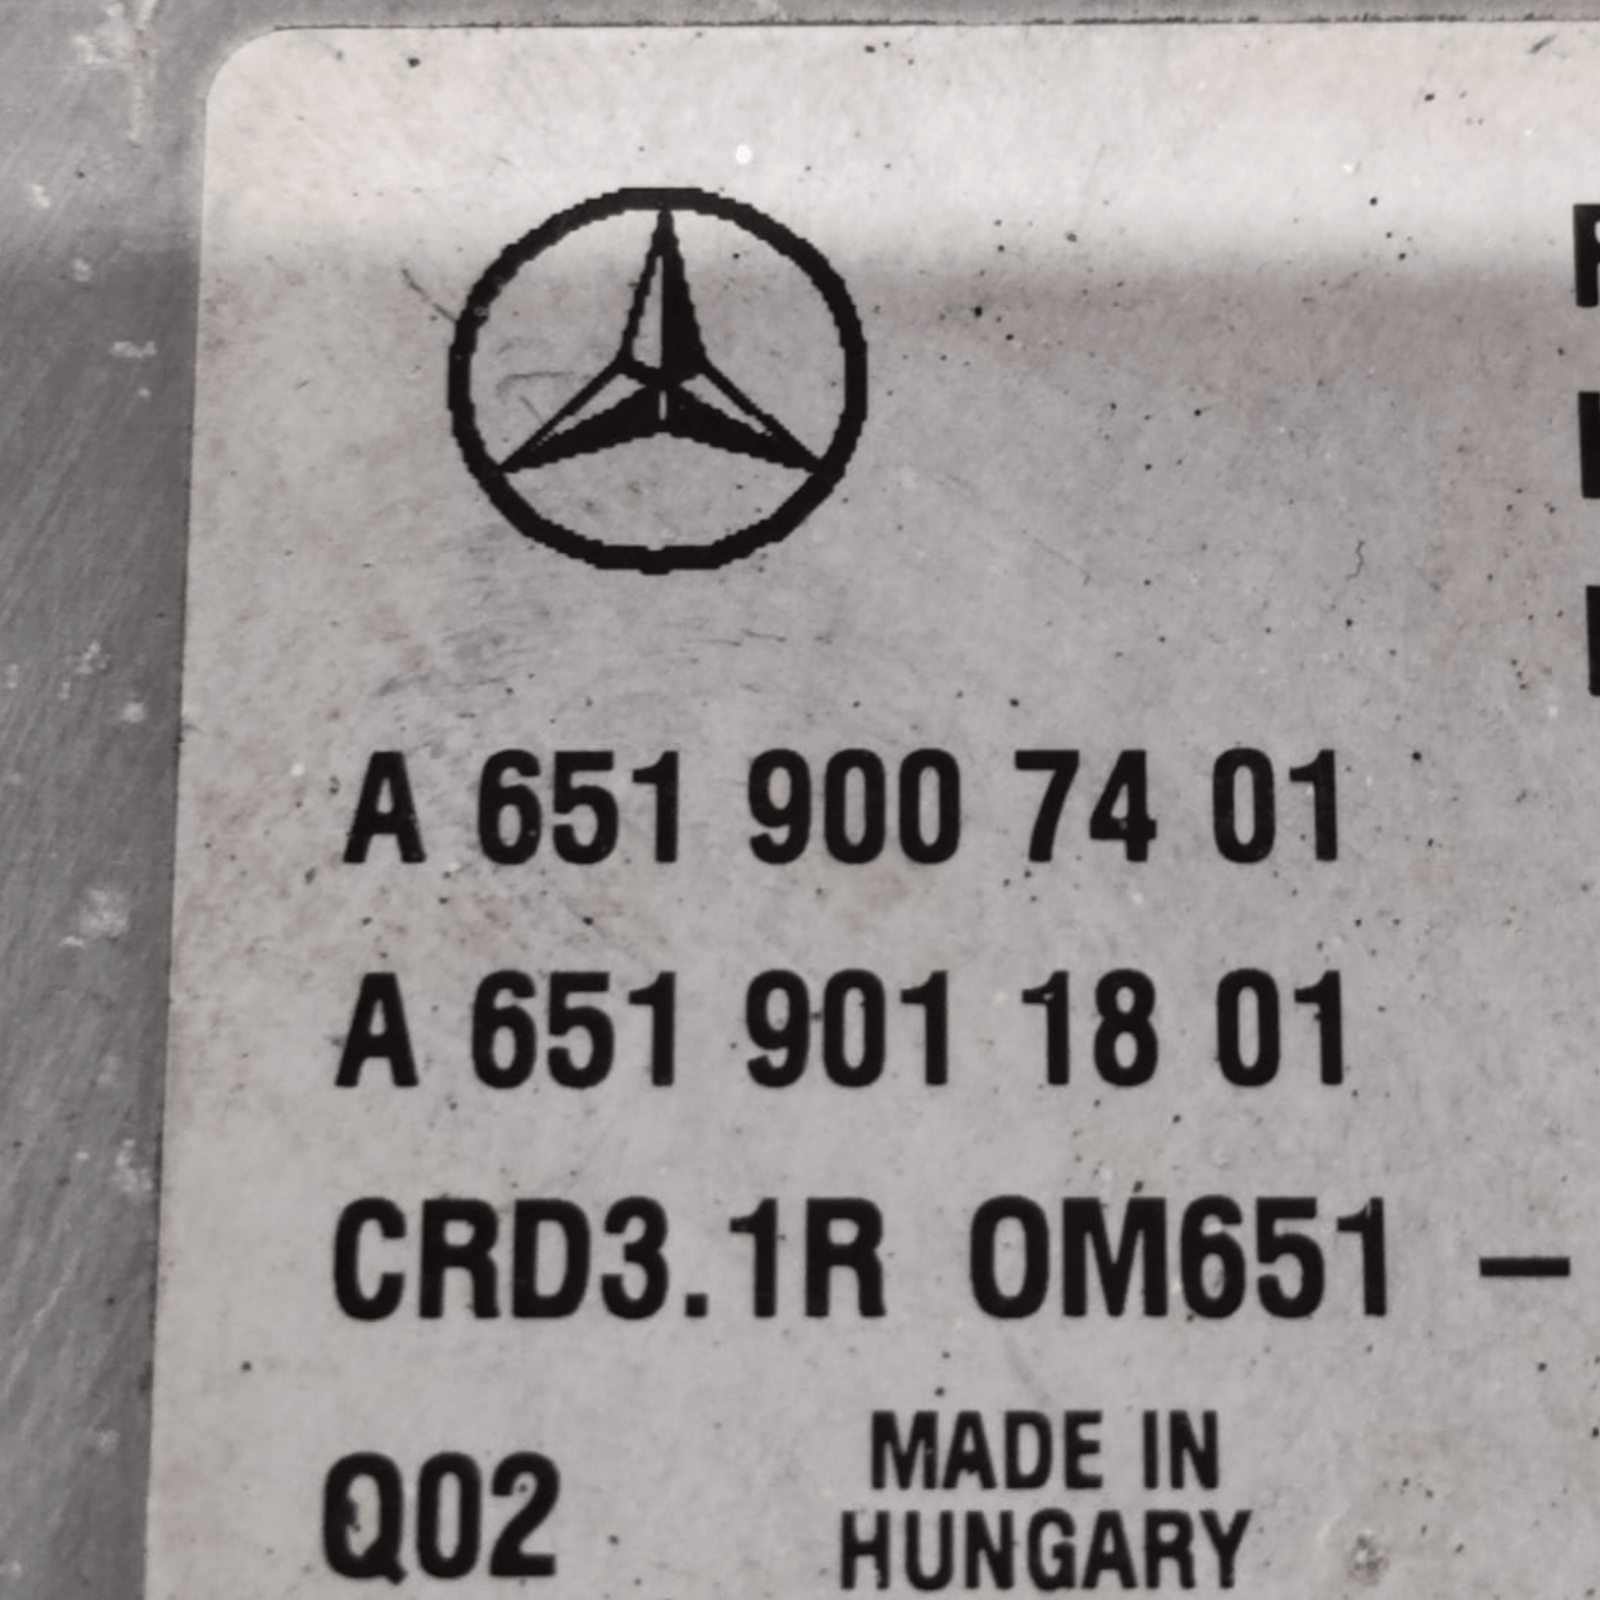 A 651 900 74 01
A 651 901 18 01
CRD3.1R OM651 –
Q02
MADE IN
HUNGARY